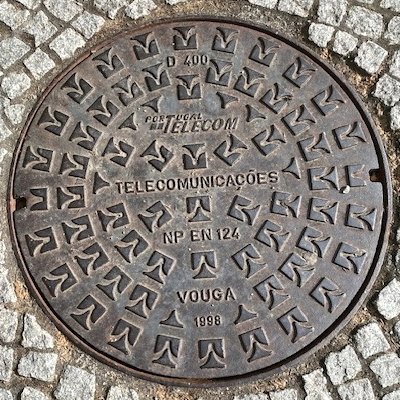 D 400
PORTUGAL
TELECOM
TELECOMUNICAÇÕES
NP EN 124
VOUGA
1998